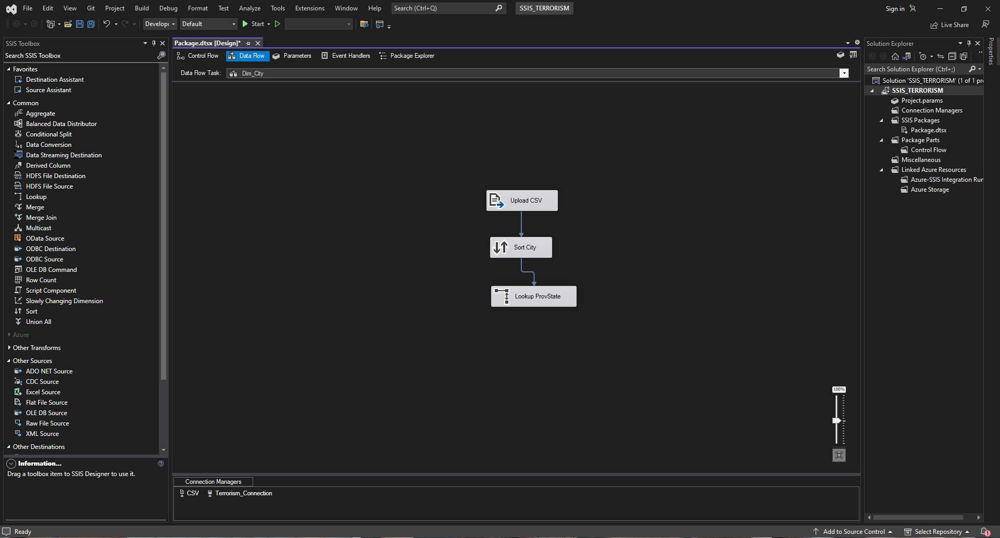 File Edit View Git Project Build Debug Format Test Analyze Tools Extensions Window Help Search (Ctrl+Q) SSIS_TERRORISM Sign in
Default Start Live Share
SSIS Toolbox
Search SSIS Toolbox
Favorites
Destination Assistant
Source Assistant
Common
Aggregate
Balanced Data Distributor
Conditional Split
Data Conversion
Data Streaming Destination
Derived Column
HDFS File Destination
HDFS File Source
Lookup
Merge
Merge Join
Multicast
OData Source
ODBC Destination
ODBC Source
OLE DB Command
Row Count
Script Component
Slowly Changing Dimension
Sort
Union All
Azure
Other Transforms
Other Sources
ADO NET Source
CDC Source
Excel Source
Flat File Source
OLE DB Source
Raw File Source
XML Source
Other Destinations
Information...
Drag a toolbox item to SSIS Designer to use it.
Package.dtsx [Design]*
Control Flow Data Flow Parameters Event Handlers Package Explorer
Data Flow Task: Dim_City
Upload CSV
Sort City
Lookup ProvState
100%
Connection Managers
CSV Terrorism_Connection
Solution Explorer
Search Solution Explorer (Ctrl+;)
Solution 'SSIS_TERRORISM' (1 of 1 pr
SSIS_TERRORISM
Project.params
Connection Managers
SSIS Packages
Package.dtsx
Package Parts
Control Flow
Miscellaneous
Linked Azure Resources
Azure-SSIS Integration Run
Azure Storage
Properties
Ready Add to Source Control Select Repository 1